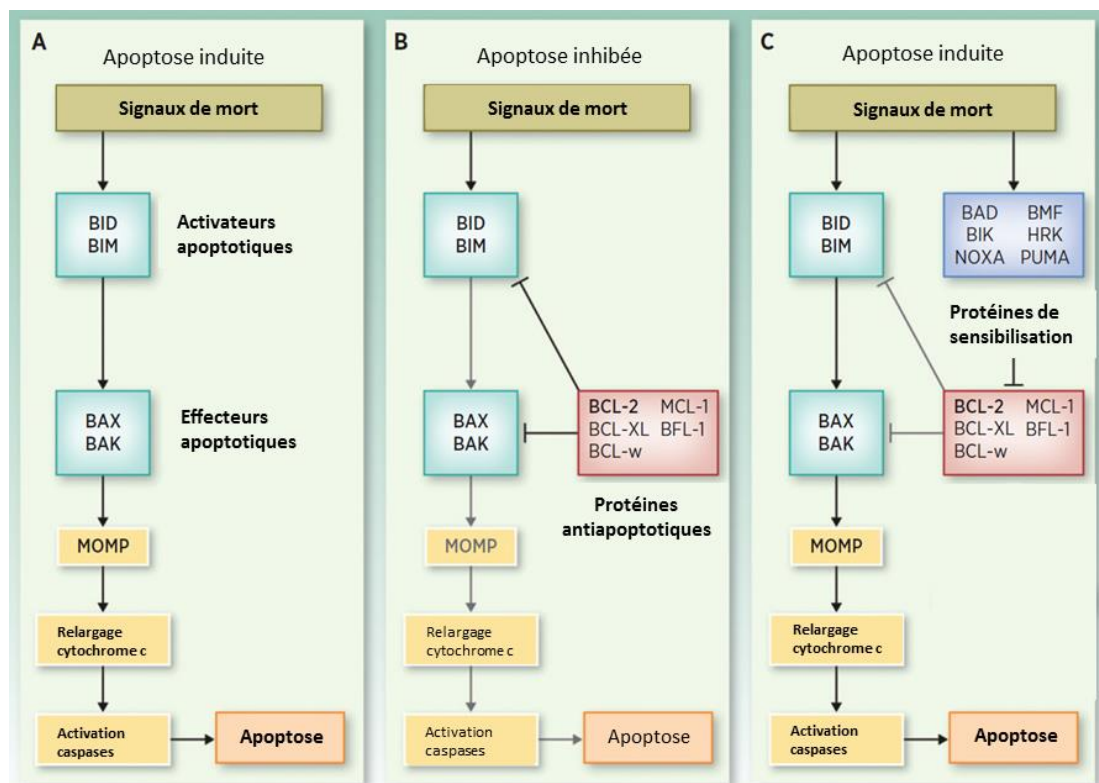 A
Apoptose induite
Signaux de mort
BID
BIM
Activateurs
apoptotiques
BAX
BAK
Effecteurs
apoptotiques
MOMP
Relargage
cytochrome c
Activation
caspases
Apoptose
B
Apoptose inhibée
Signaux de mort
BID
BIM
BAX
BAK
BCL-2 MCL-1
BCL-XL BFL-1
BCL-w
Protéines
antiapoptotiques
MOMP
Relargage
cytochrome c
Activation
caspases
Apoptose
C
Apoptose induite
Signaux de mort
BID
BIM
BAD BMF
BIK HRK
NOXA PUMA
Protéines de
sensibilisation
BAX
BAK
BCL-2 MCL-1
BCL-XL BFL-1
BCL-w
MOMP
Relargage
cytochrome c
Activation
caspases
Apoptose